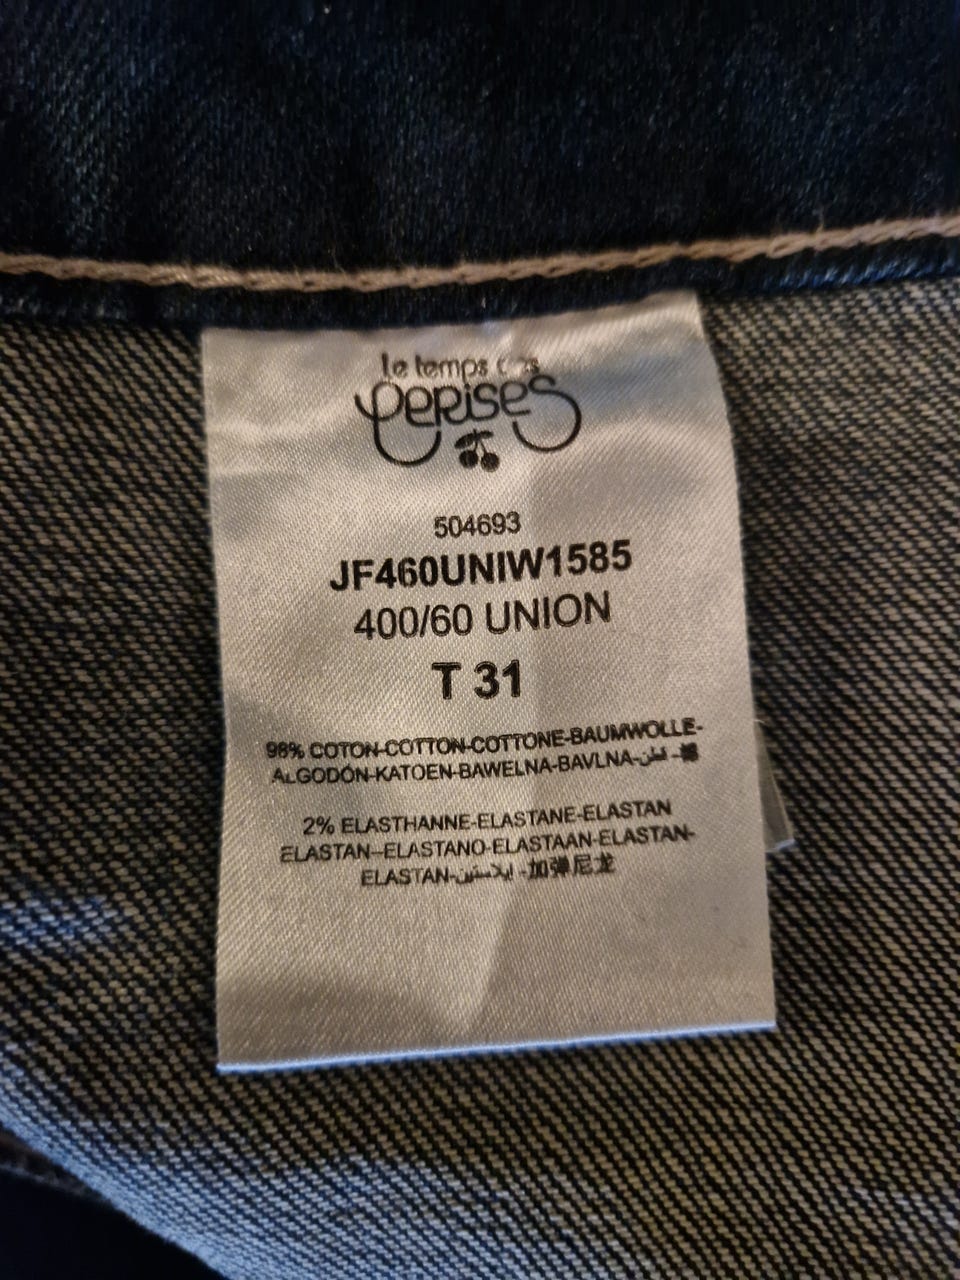 le temps des
CERISES
504693
JF460UNIW1585
400/60 UNION
T 31
98% COTON-COTTON-COTTONE-BAUMWOLLE-
ALGODÓN-KATOEN-BAWELNA-BAVLNA-قطن-棉
2% ELASTHANNE-ELASTANE-ELASTAN
ELASTAN--ELASTANO-ELASTAAN-ELASTAN-
ELASTAN-ايلاستين-加弹尼龙